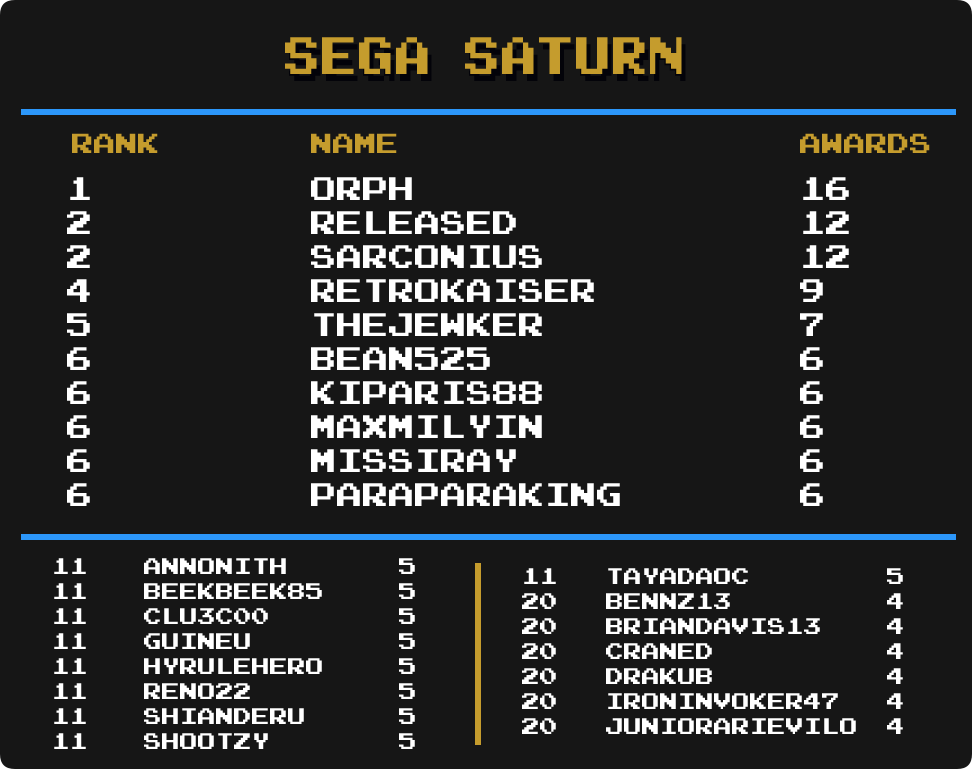 SEGA SATURN
RANK NAME AWARDS
1 ORPH 16
2 RELEASED 12
2 SARCONIUS 12
4 RETROKAISER 9
5 THEJEWKER 7
6 BEAN525 6
6 KIPARIS88 6
6 MAXMILYIN 6
6 MISSIRAY 6
6 PARAPARAKING 6
11 ANNONITH 5
11 BEEKBEEK85 5
11 CLU3C00 5
11 GUINEU 5
11 HYRULEHERO 5
11 RENO22 5
11 SHIANDERU 5
11 SHOOTZY 5
11 TAYADAOC 5
20 BENNZ13 4
20 BRIANDAVIS13 4
20 CRANED 4
20 DRAKUB 4
20 IRONINVOKER47 4
20 JUNIORARIEVILO 4